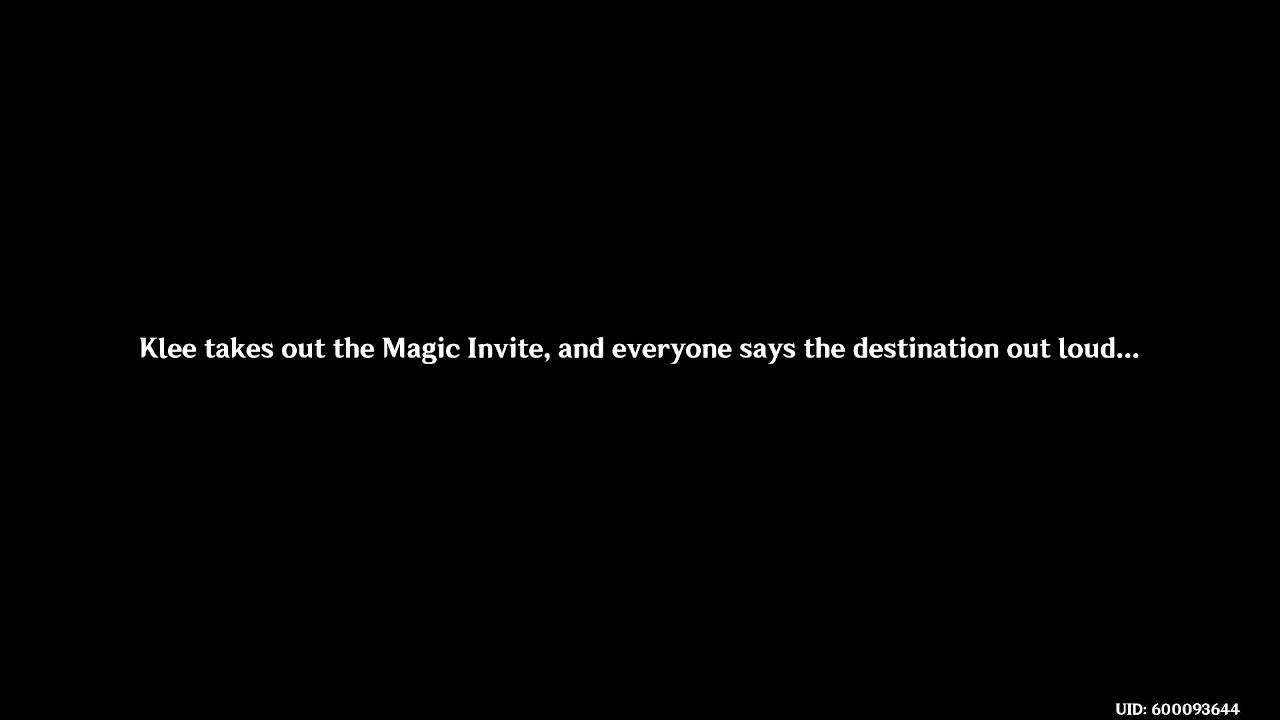 Klee takes out the Magic Invite, and everyone says the destination out loud...
UID: 600093644